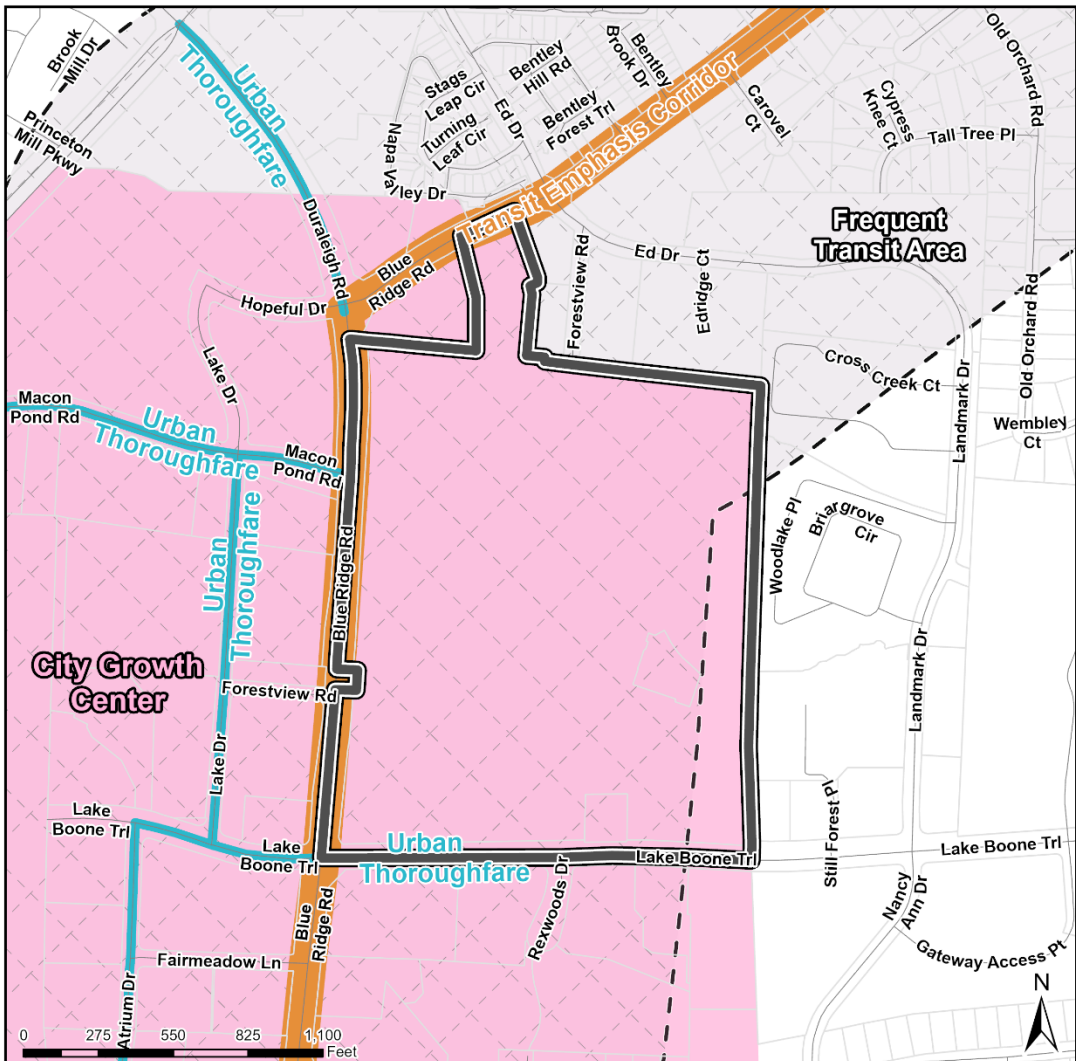 Brook
Mill Dr
Princeton
Mill Pkwy
Urban
Thoroughfare
Duraleigh Rd
Stags
Leap Cir
Turning
Leaf Cir
Napa Valley Dr
Ed Dr
Bentley
Hill Rd
Bentley
Forest Trl
Bentley
Brook Dr
Transit Emphasis Corridor
Carovel
Ct
Cypress
Knee Ct
Tall Tree Pl
Old Orchard Rd
Frequent
Transit Area
Blue
Ridge Rd
Hopeful Dr
Forestview Rd
Ed Dr
Edridge Ct
Old Orchard Rd
Lake Dr
Cross Creek Ct
Landmark Dr
Wembley
Ct
Macon
Pond Rd
Urban
Thoroughfare
Macon
Pond Rd
Urban
Thoroughfare
Blue Ridge Rd
Woodlake Pl
Briargrove
Cir
City Growth
Center
Forestview Rd
Landmark Dr
Lake Dr
Lake
Boone Trl
Lake
Boone Trl
Urban
Thoroughfare
Lake Boone Trl
Still Forest Pl
Lake Boone Trl
Rexwoods Dr
Nancy
Ann Dr
Blue
Ridge Rd
Fairmeadow Ln
Gateway Access Pt
Atrium Dr
N
0 275 550 825 1,100
Feet